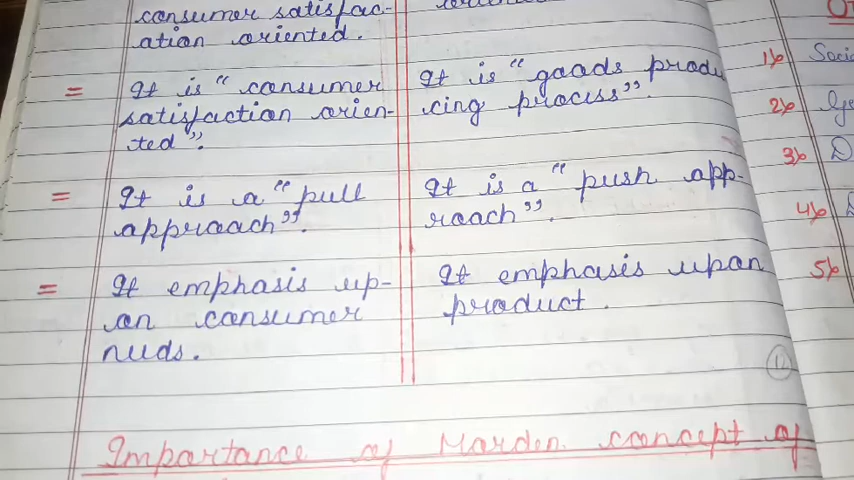 consumer satisfac-
ation oriented.
= It is "consumer
satisfaction orien-
ted".
It is "goods produ
cing process".
= It is a "pull
approach".
It is a "push app-
roach".
= It emphasis up-
on consumer
needs.
It emphasis upon
product.
12
Importance of Morden concept of
1)
2)
3)
4)
5)